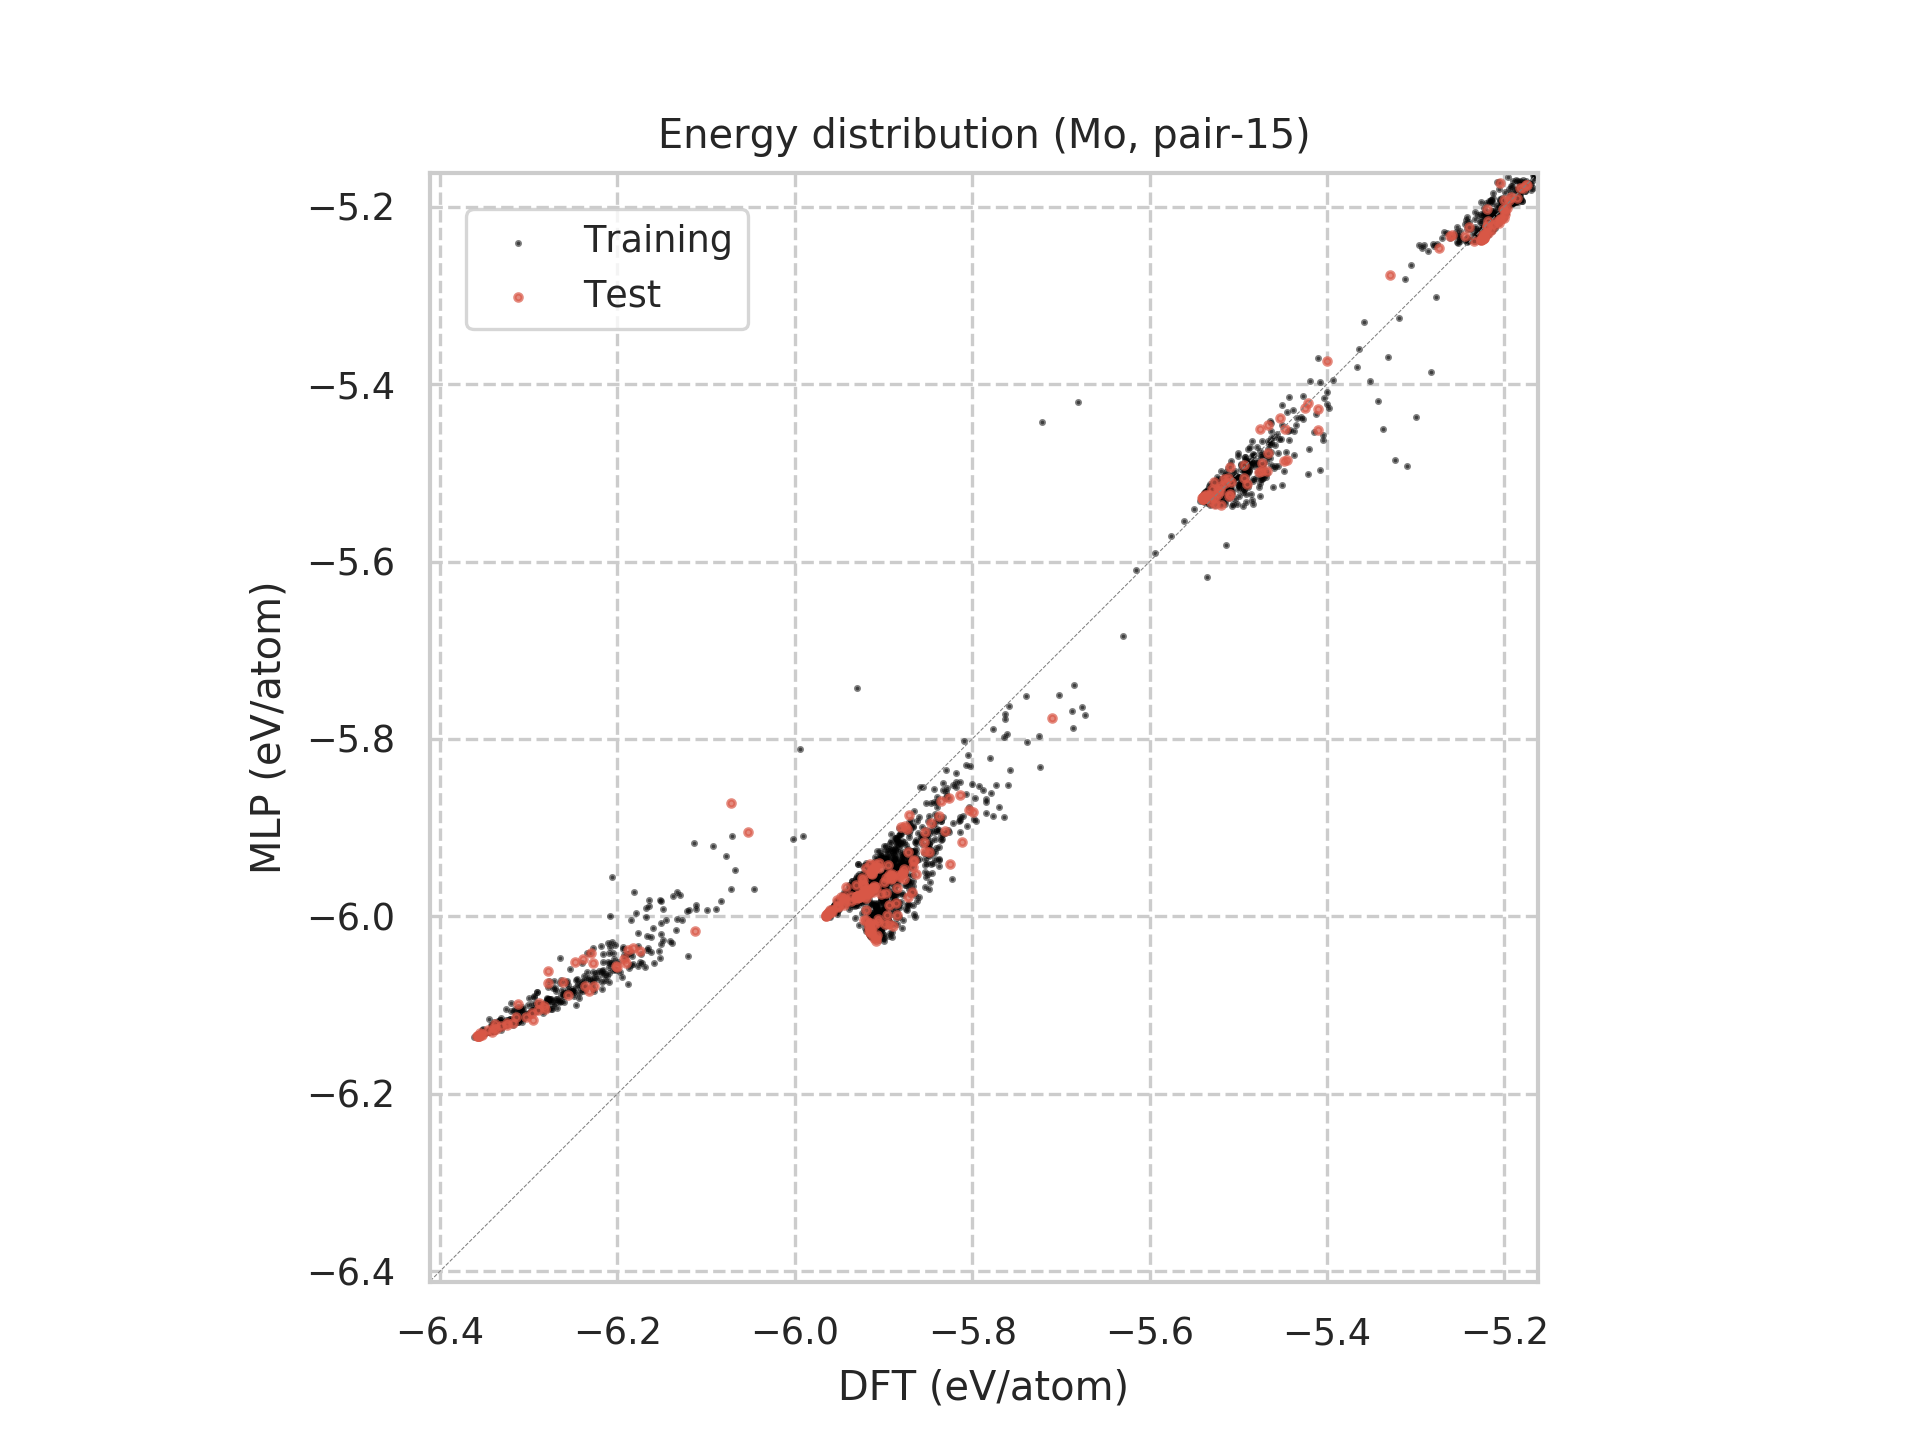 Energy distribution (Mo, pair-15)
Training
Test
MLP (eV/atom)
−5.2
−5.4
−5.6
−5.8
−6.0
−6.2
−6.4
−6.4 −6.2 −6.0 −5.8 −5.6 −5.4 −5.2
DFT (eV/atom)